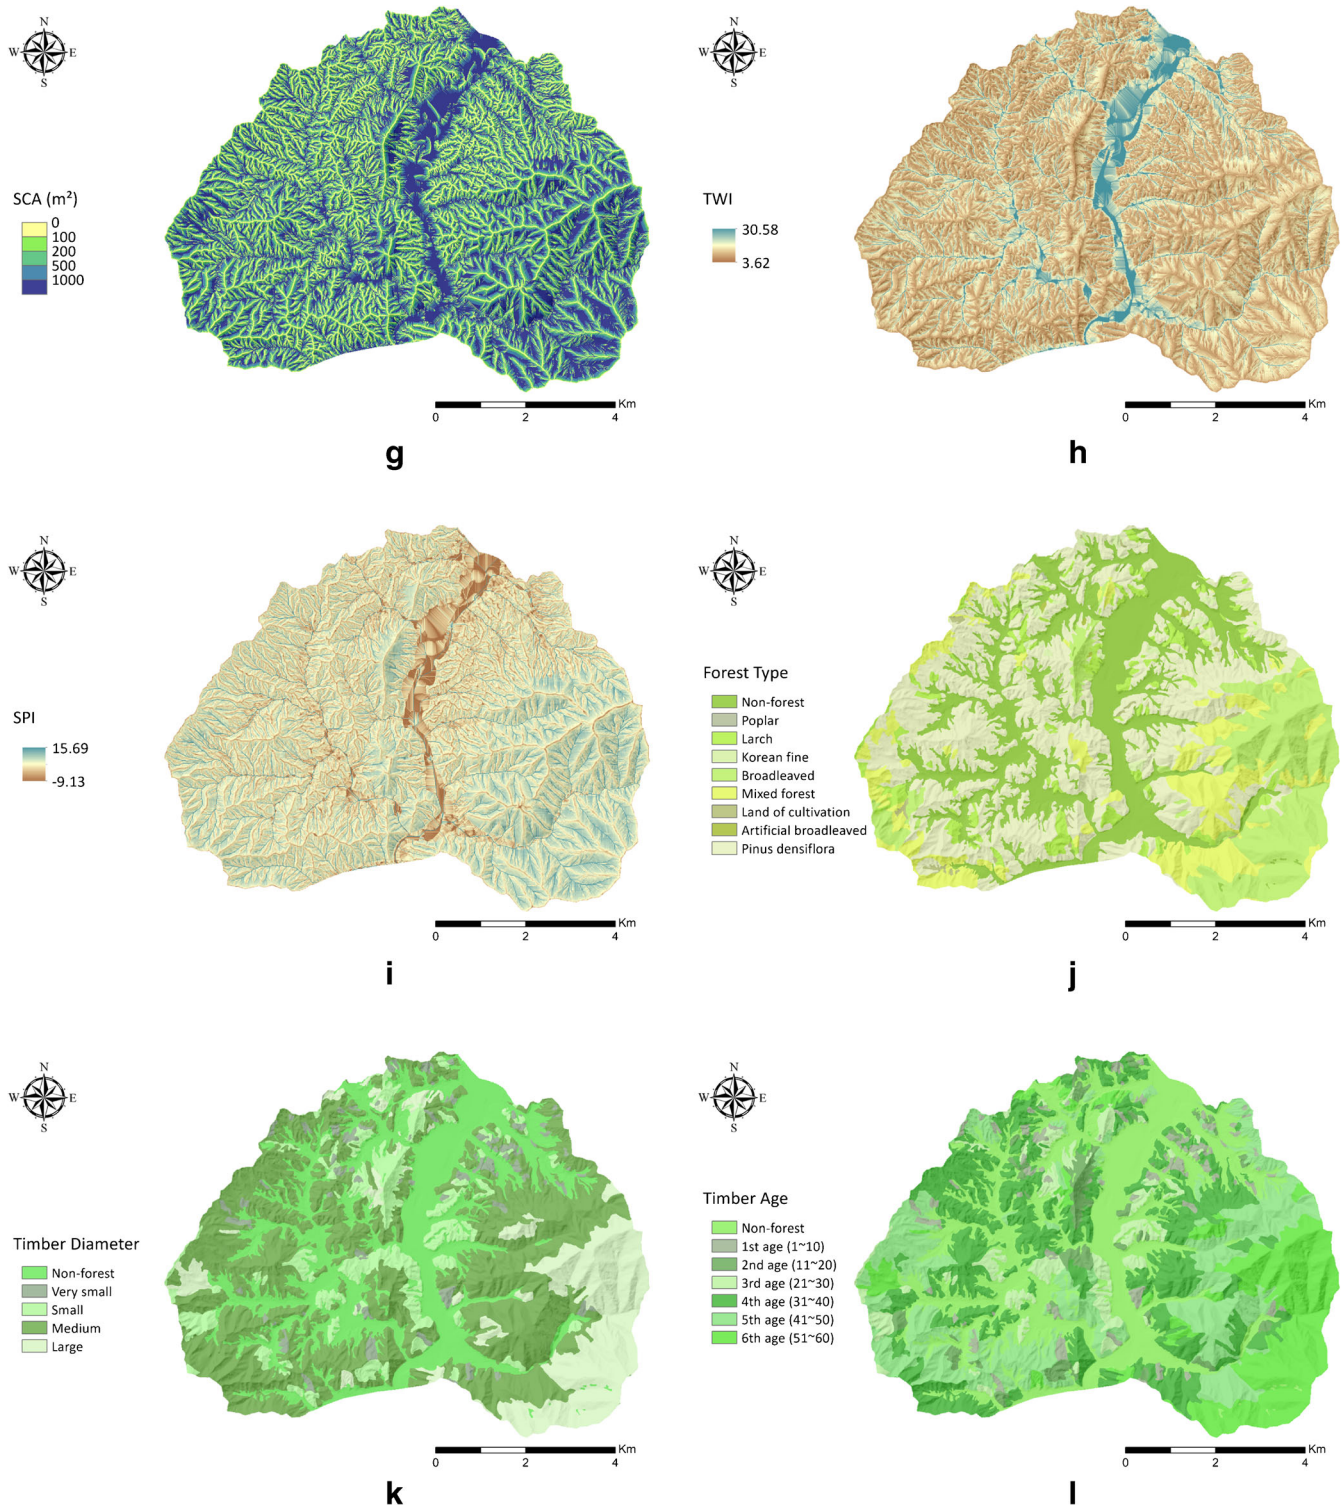 N
W E
S
SCA (m²)
0
100
200
500
1000
Km
0 2 4
g
N
W E
S
TWI
30.58
3.62
Km
0 2 4
h
N
W E
S
SPI
15.69
-9.13
Km
0 2 4
i
N
W E
S
Forest Type
Non-forest
Poplar
Larch
Korean fine
Broadleaved
Mixed forest
Land of cultivation
Artificial broadleaved
Pinus densiflora
Km
0 2 4
j
N
W E
S
Timber Diameter
Non-forest
Very small
Small
Medium
Large
Km
0 2 4
k
N
W E
S
Timber Age
Non-forest
1st age (1~10)
2nd age (11~20)
3rd age (21~30)
4th age (31~40)
5th age (41~50)
6th age (51~60)
Km
0 2 4
l